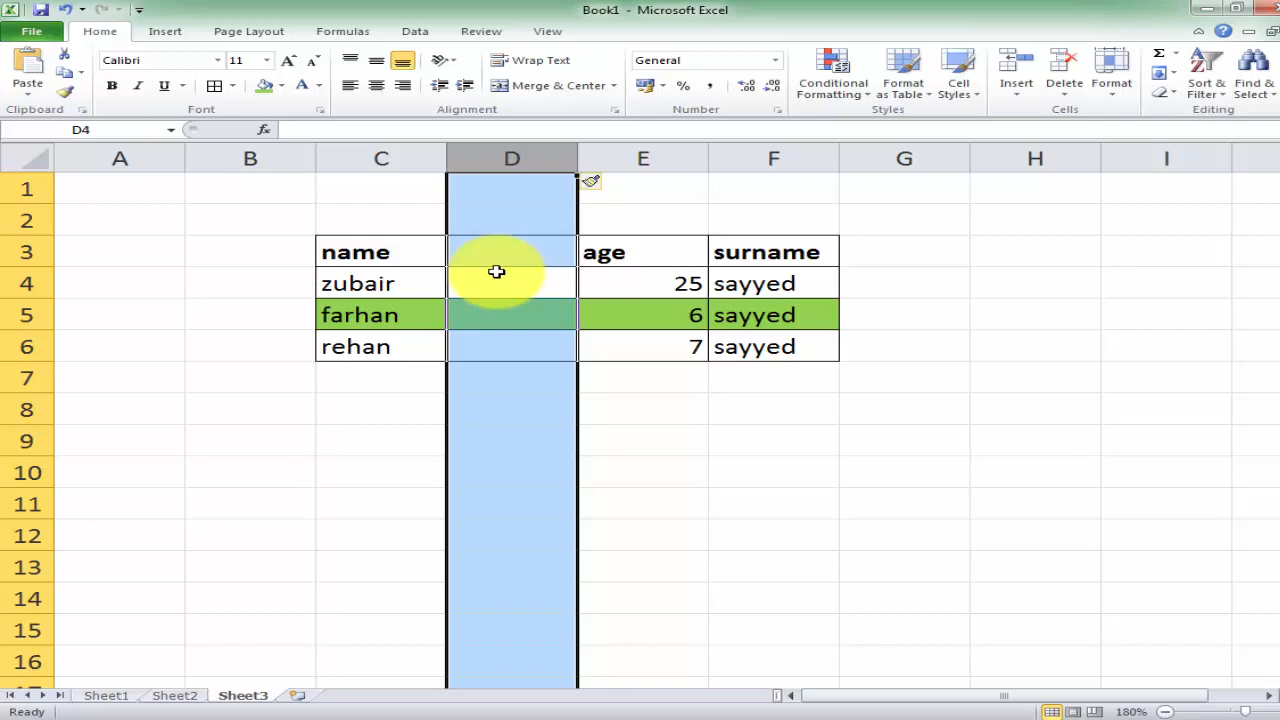 Book1 - Microsoft Excel
File Home Insert Page Layout Formulas Data Review View
Calibri 11 A A Wrap Text General Σ
Paste B I U A Merge & Center % , .00 Conditional Formatting Format as Table Cell Styles Insert Delete Format Sort & Filter Find & Select
Clipboard Font Alignment Number Styles Cells Editing
D4 fx
A B C D E F G H I
1
2
3 name age surname
4 zubair 25 sayyed
5 farhan 6 sayyed
6 rehan 7 sayyed
7
8
9
10
11
12
13
14
15
16
Sheet1 Sheet2 Sheet3
Ready 180%